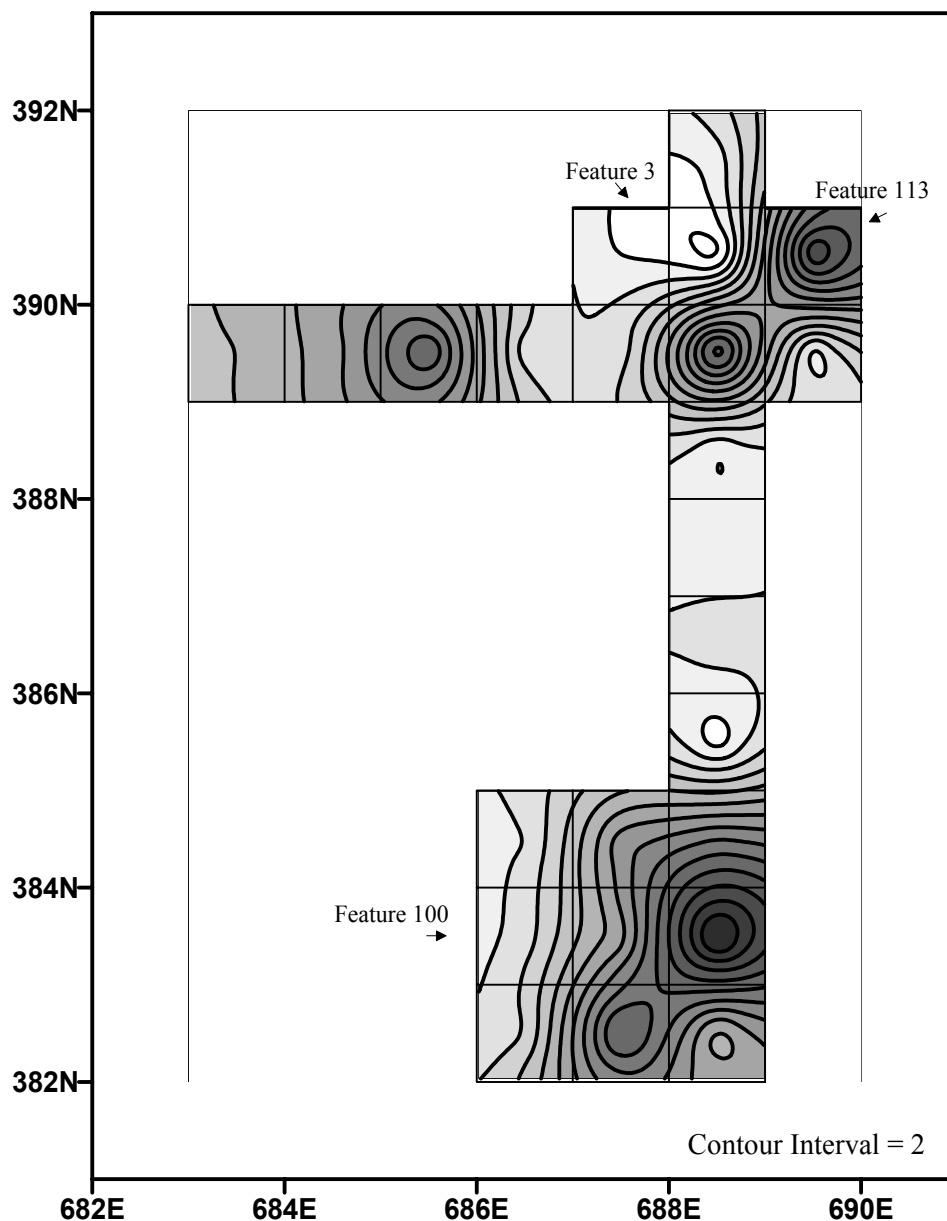 392N
Feature 3
Feature 113
390N
388N
386N
384N
Feature 100
382N
Contour Interval = 2
682E
684E
686E
688E
690E